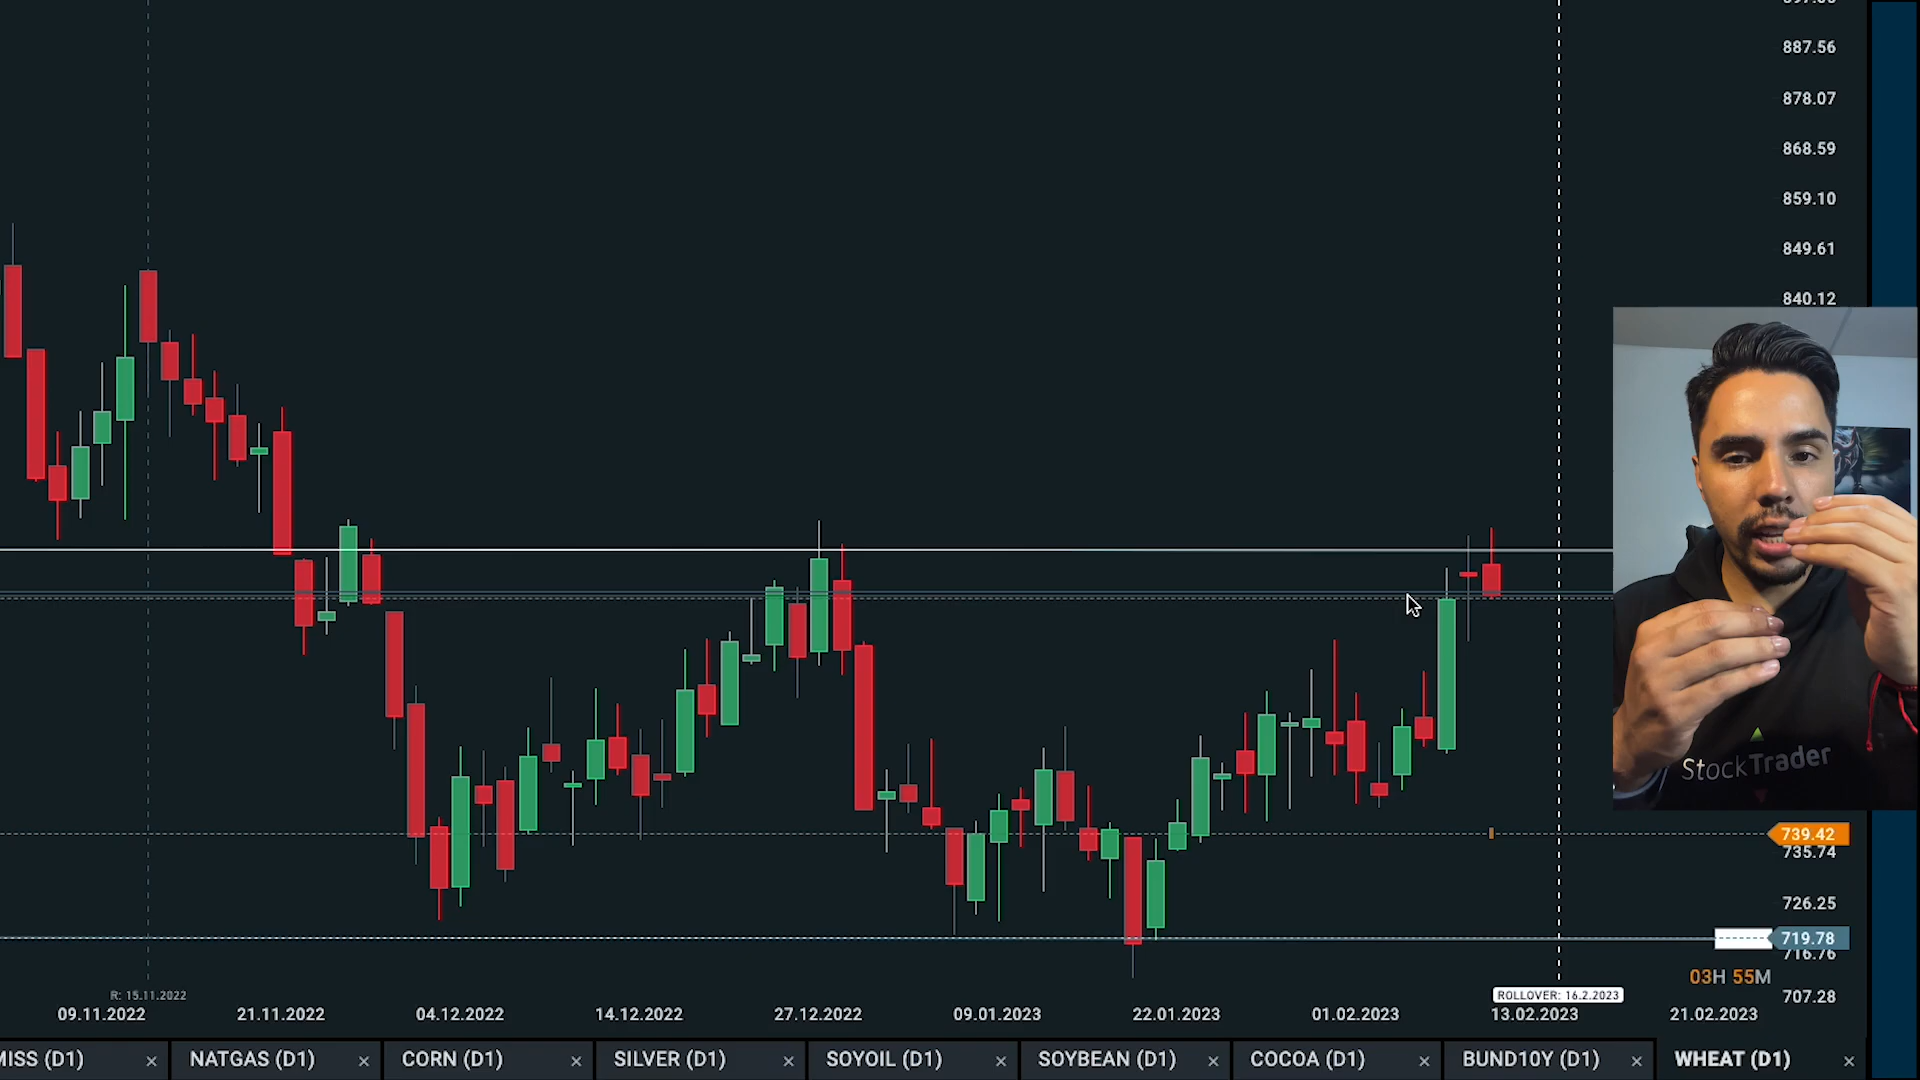 887.56
878.07
868.59
859.10
849.61
840.12
StockTrader
739.42
735.74
726.25
719.78
716.76
03H 55M
707.28
R: 15.11.2022
ROLLOVER: 16.2.2023
09.11.2022
21.11.2022
04.12.2022
14.12.2022
27.12.2022
09.01.2023
22.01.2023
01.02.2023
13.02.2023
21.02.2023
MISS (D1) ×
NATGAS (D1) ×
CORN (D1) ×
SILVER (D1) ×
SOYOIL (D1) ×
SOYBEAN (D1) ×
COCOA (D1) ×
BUND10Y (D1) ×
WHEAT (D1) ×